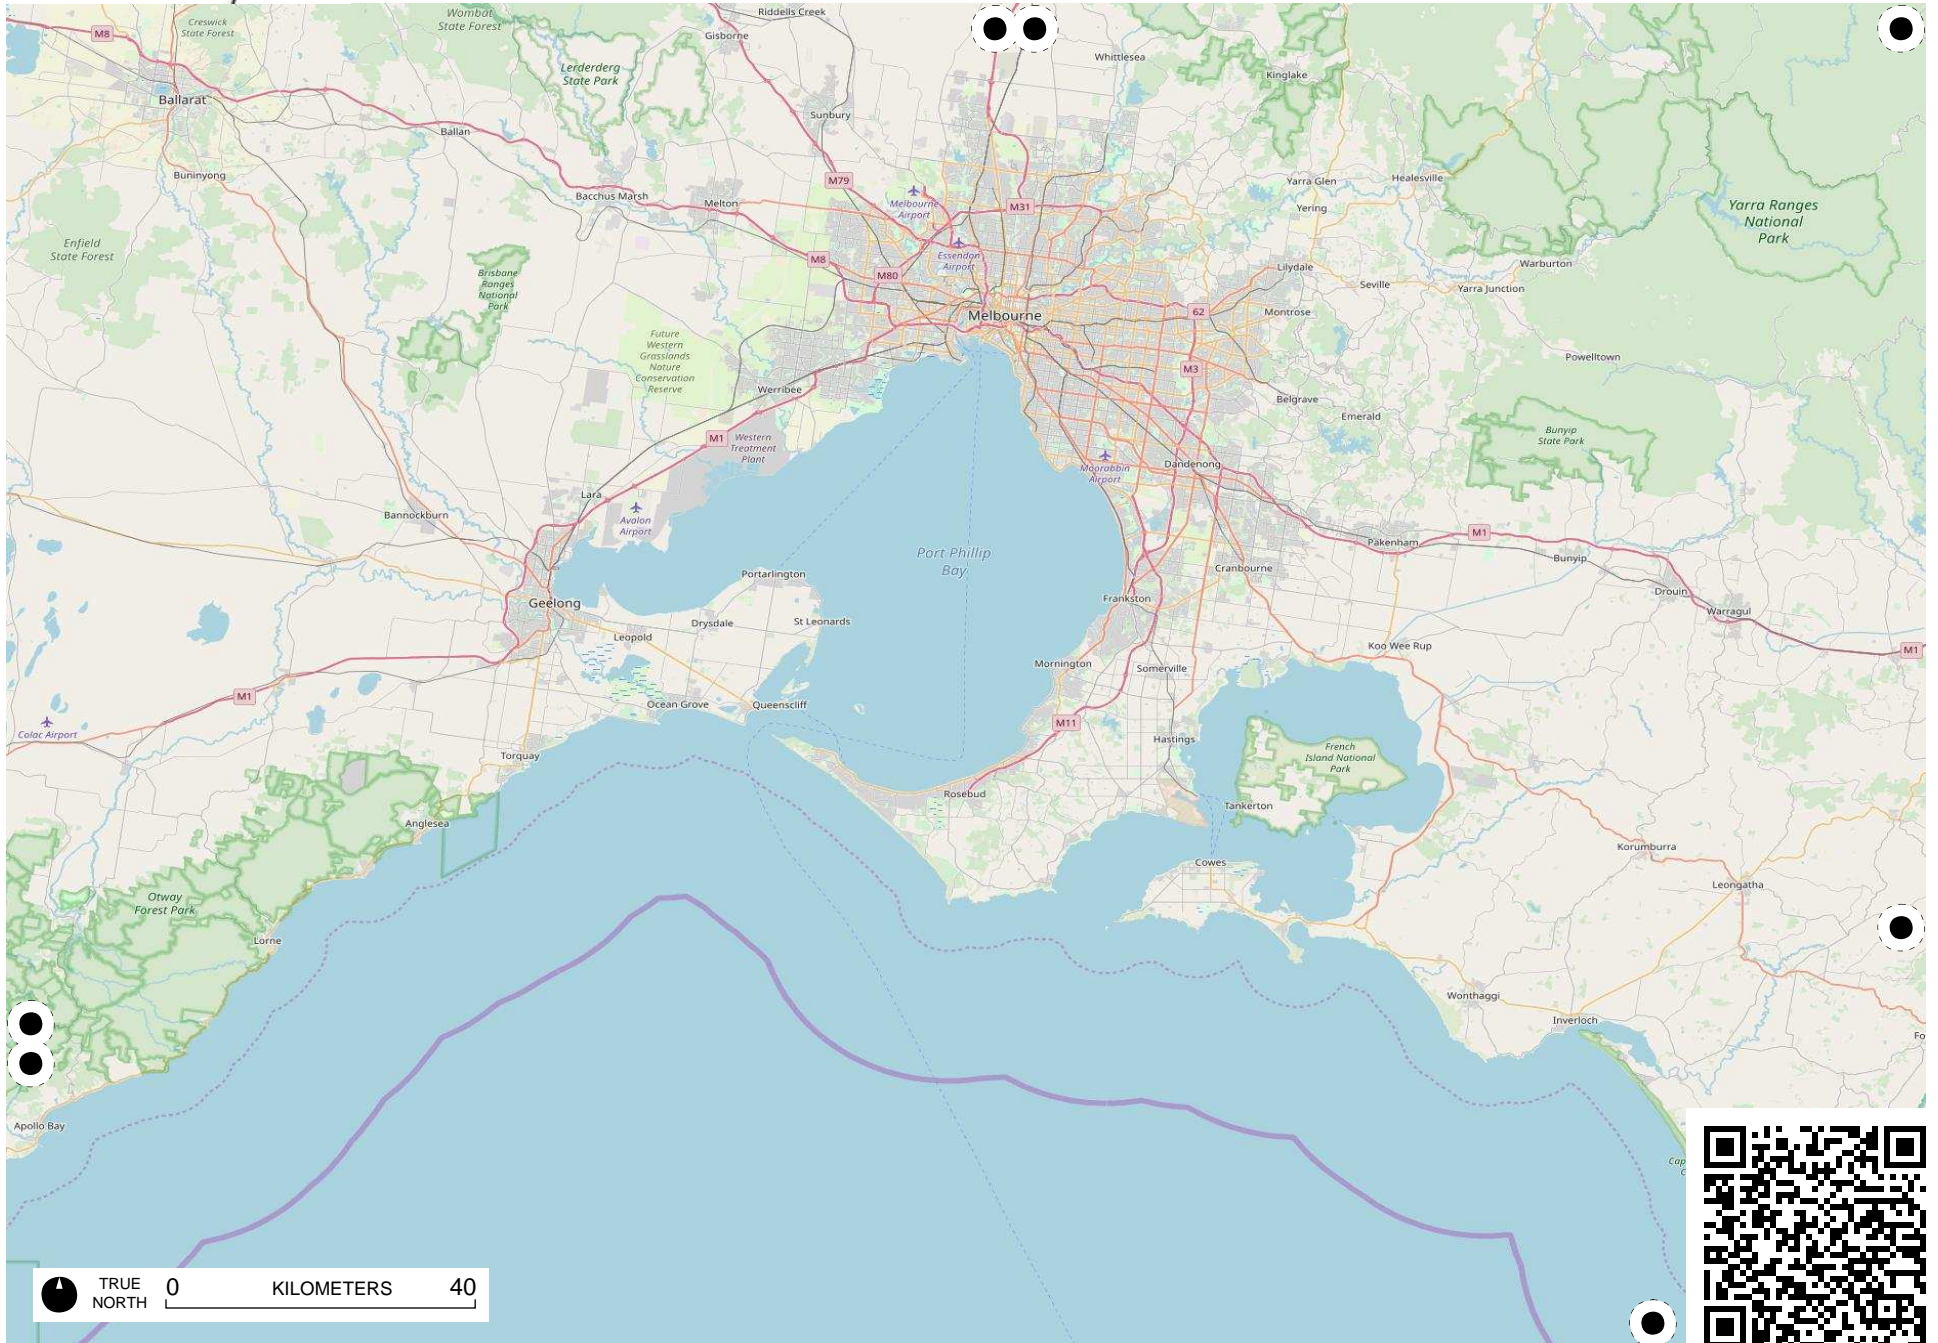 Wombat
State Forest
Creswick
State Forest
Riddells Creek
Gisborne
M8
Lerderderg
State Park
Whittlesea
Kinglake
Ballarat
Sunbury
Ballan
Buninyong
Bacchus Marsh
Melton
M79
Melbourne
Airport
M31
Yarra Glen
Healesville
Yering
Yarra Ranges
National
Park
Enfield
State Forest
Brisbane
Ranges
National
Park
M8
M80
Essendon
Airport
Lilydale
Seville
Warburton
Yarra Junction
Melbourne
62
Montrose
Future
Western
Grasslands
Nature
Conservation
Reserve
Werribee
M3
Powelltown
Belgrave
Emerald
M1
Western
Treatment
Plant
Bunyip
State Park
Moorabbin
Airport
Dandenong
Lara
Bannockburn
Avalon
Airport
Port Phillip
Bay
Pakenham
M1
Bunyip
Portarlington
Cranbourne
Geelong
Frankston
Drouin
Warragul
Leopold
Drysdale
St Leonards
Koo Wee Rup
M1
Mornington
Somerville
M1
Ocean Grove
Queenscliff
M11
Colac Airport
Torquay
Hastings
French
Island National
Park
Rosebud
Tankerton
Anglesea
Korumburra
Cowes
Leongatha
Otway
Forest Park
Lorne
Wonthaggi
Inverloch
Fo
Apollo Bay
Cap
TRUE
NORTH
0 KILOMETERS 40